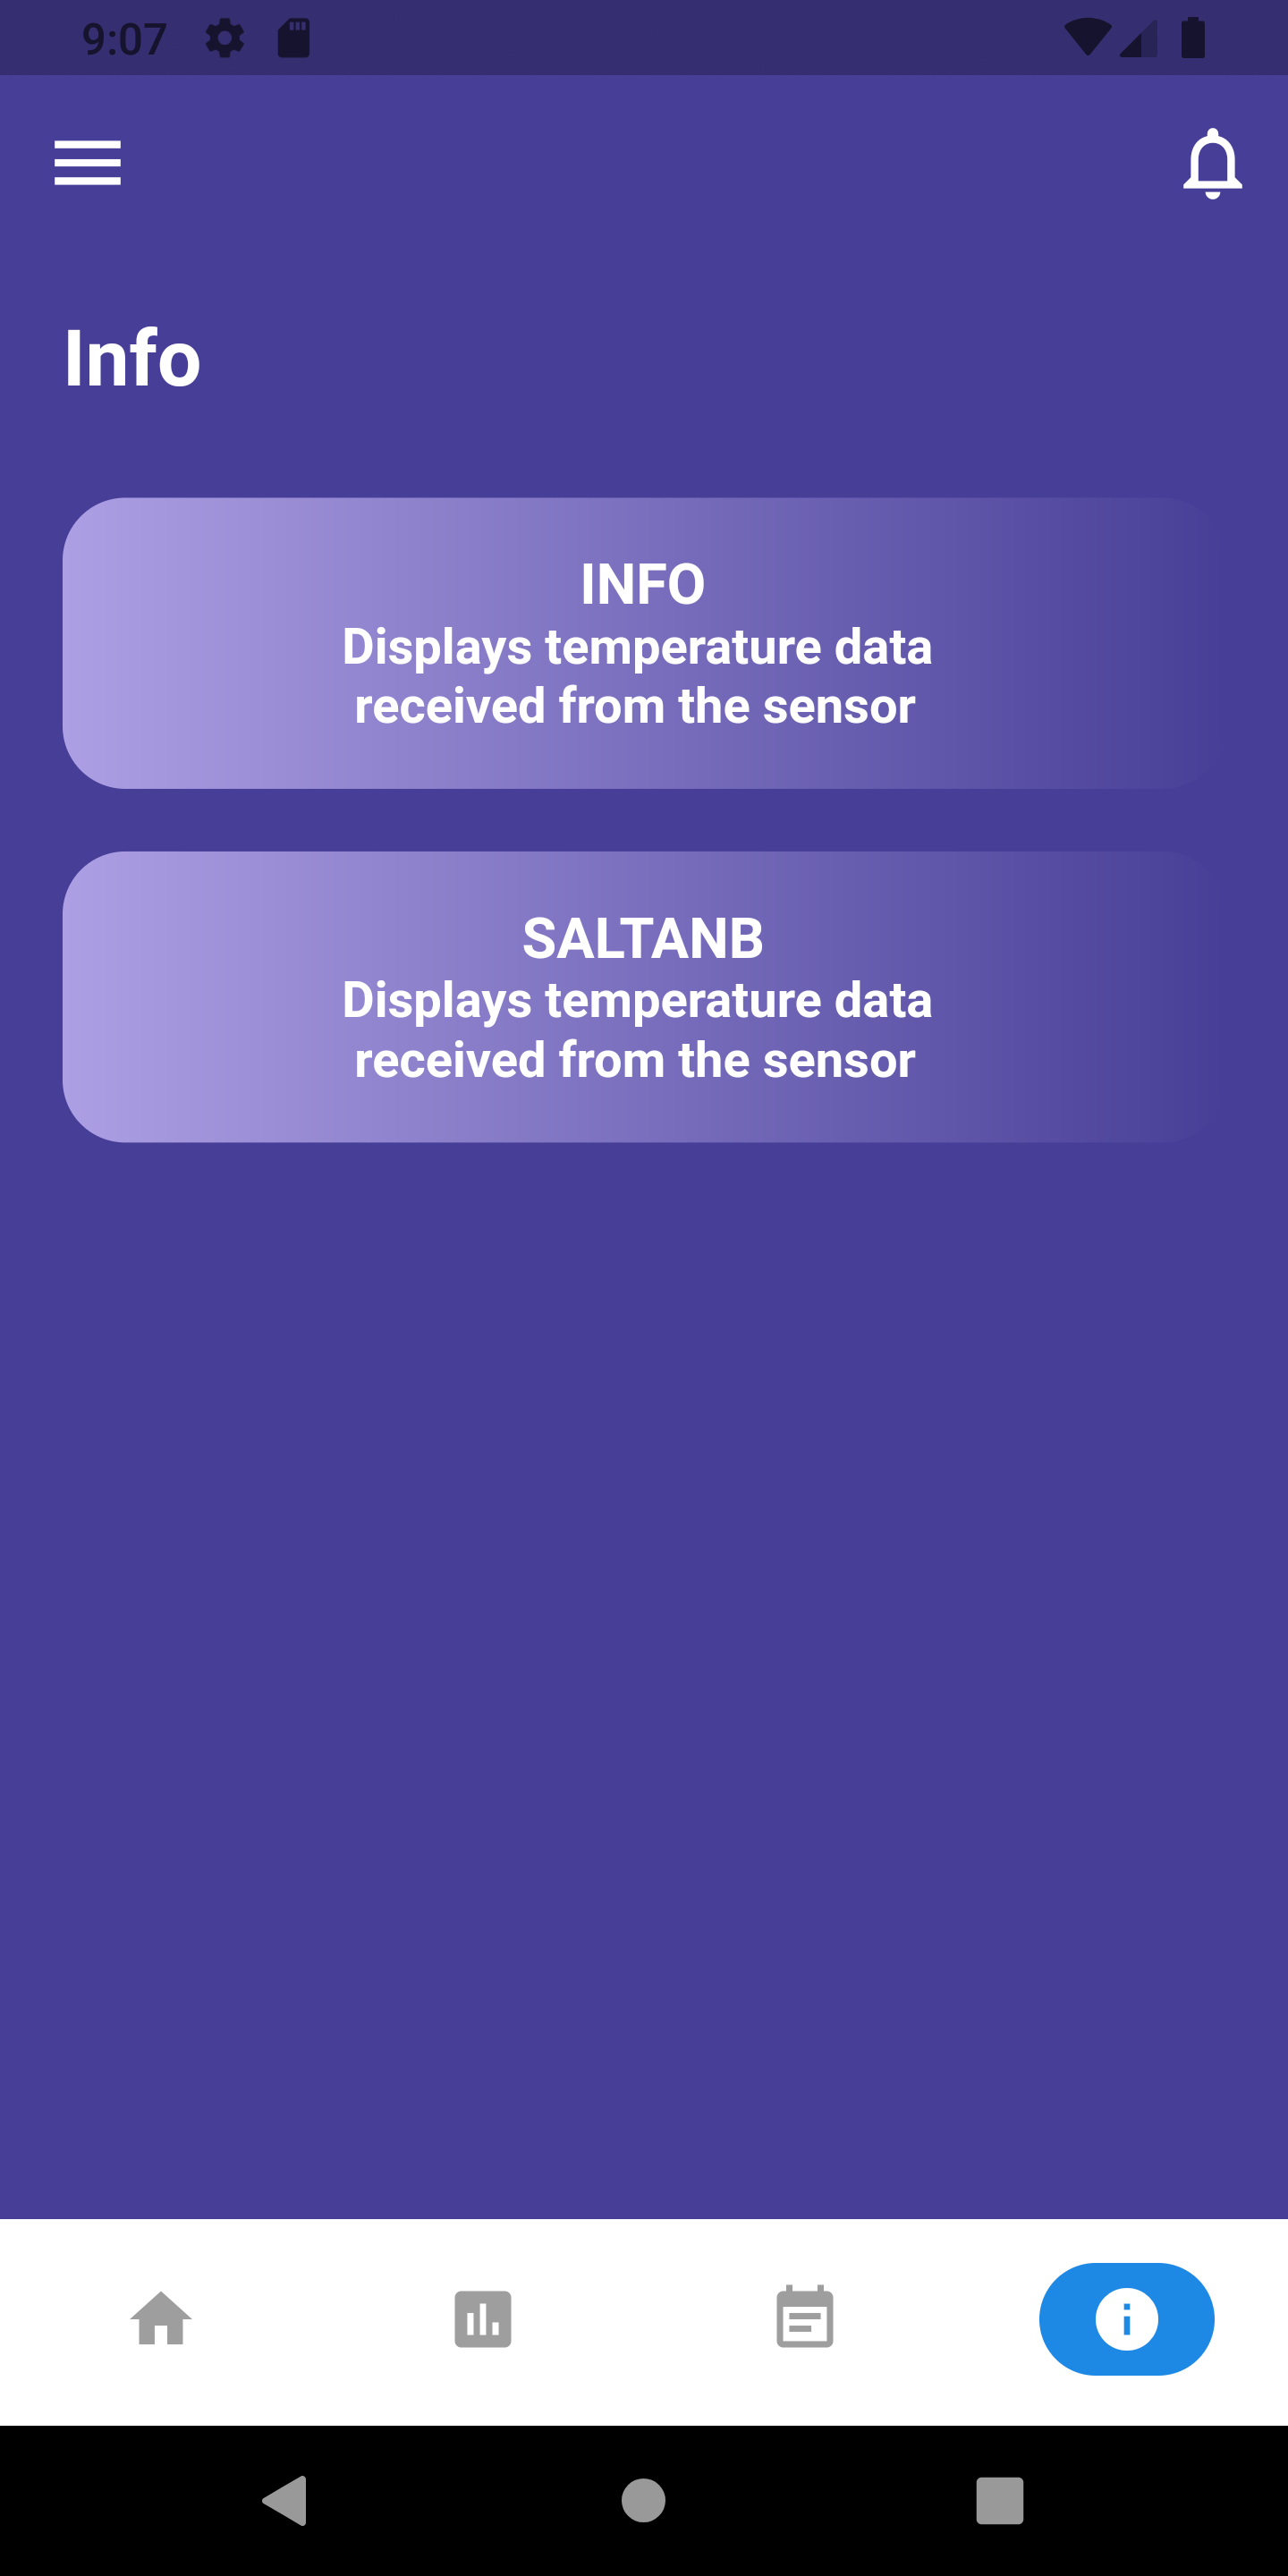 9:07
Info
INFO
Displays temperature data
received from the sensor
SALTANB
Displays temperature data
received from the sensor